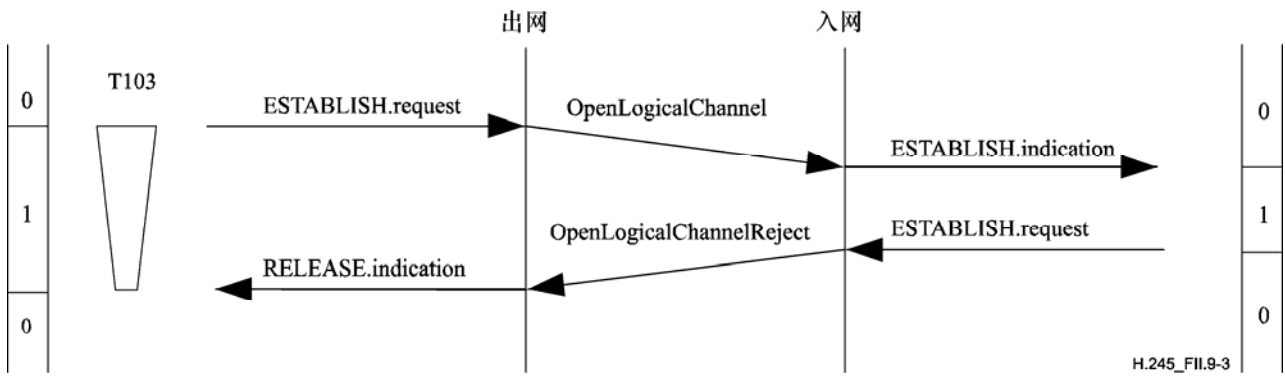 出网
入网
T103
0
ESTABLISH.request
OpenLogicalChannel
0
ESTABLISH.indication
1
1
OpenLogicalChannelReject
ESTABLISH.request
RELEASE.indication
0
0
H.245_FII.9-3